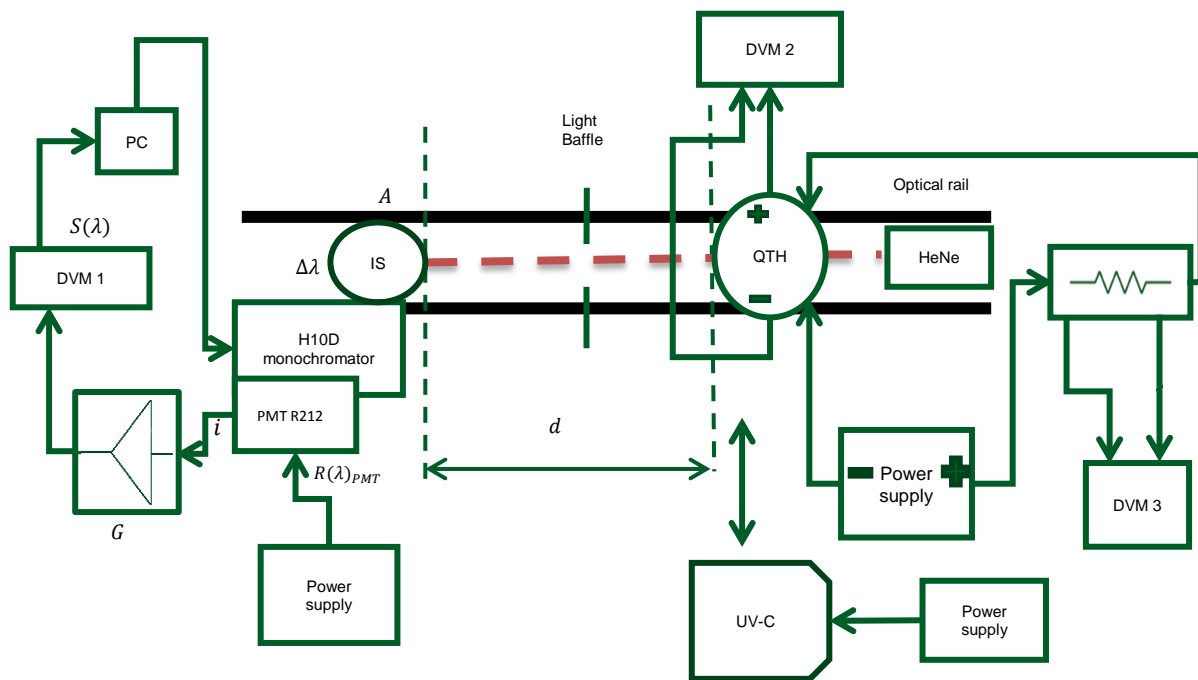 DVM 2
PC
Light
Baffle
Optical rail
A
S(λ)
IS
QTH
HeNe
Δλ
DVM 1
H10D
monochromator
PMT R212
i
d
R(λ)PMT
Power
supply
DVM 3
G
Power
supply
UV-C
Power
supply